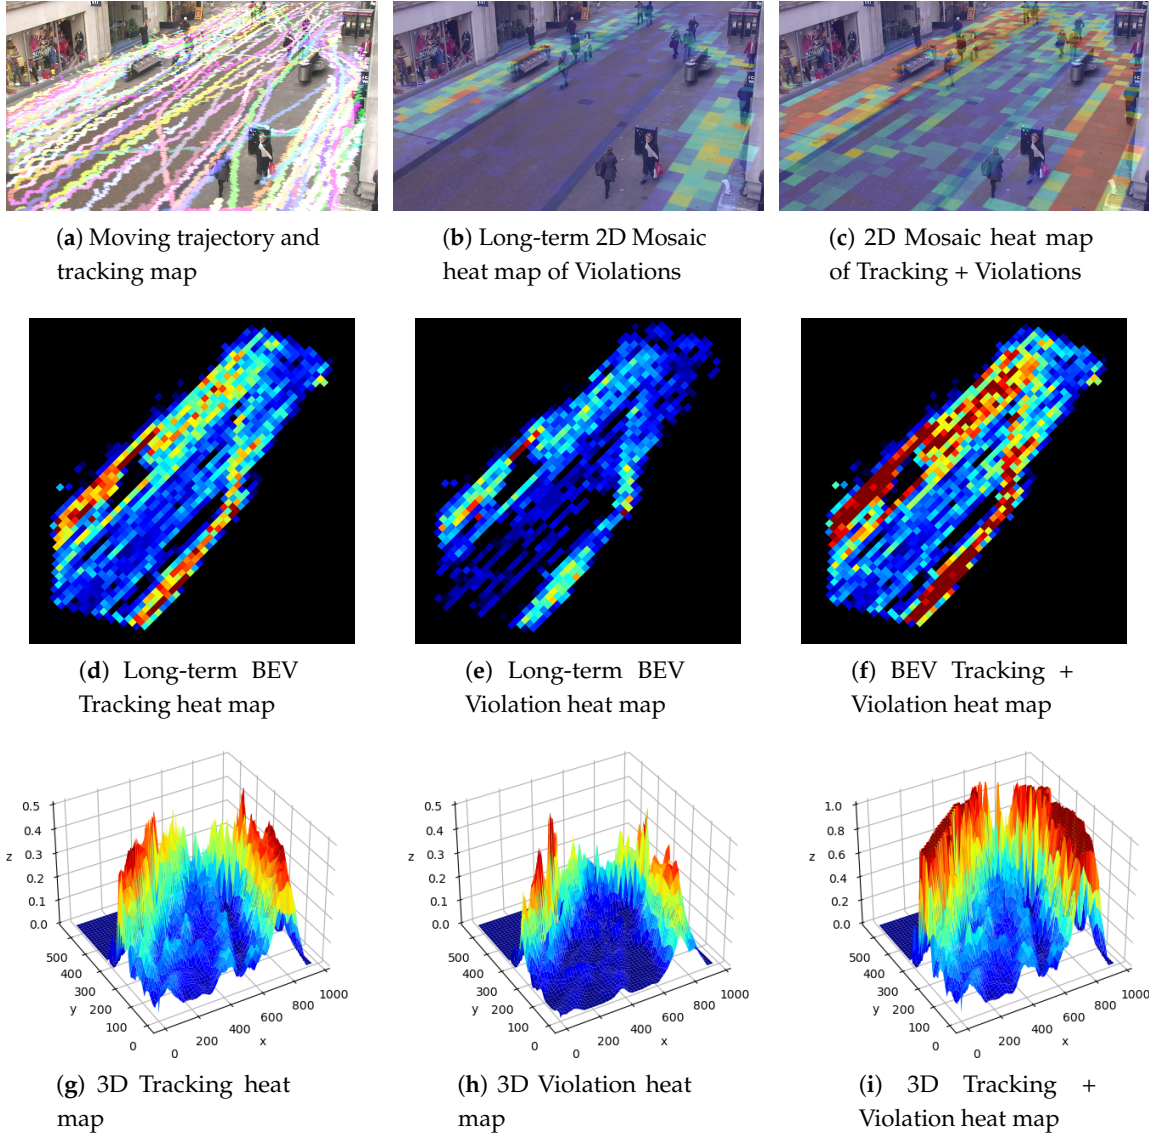 (a) Moving trajectory and
tracking map
(b) Long-term 2D Mosaic
heat map of Violations
(c) 2D Mosaic heat map
of Tracking + Violations
(d) Long-term BEV
Tracking heat map
(e) Long-term BEV
Violation heat map
(f) BEV Tracking +
Violation heat map
0.5
0.4
0.3
0.2
0.1
0.0
z
500
400
300
200
100
0
y
0
200
400
600
800
1000
x
0.5
0.4
0.3
0.2
0.1
0.0
z
500
400
300
200
100
0
y
0
200
400
600
800
1000
x
1.0
0.8
0.6
0.4
0.2
0.0
z
500
400
300
200
100
0
y
0
200
400
600
800
1000
x
(g) 3D Tracking heat
map
(h) 3D Violation heat
map
(i) 3D Tracking +
Violation heat map